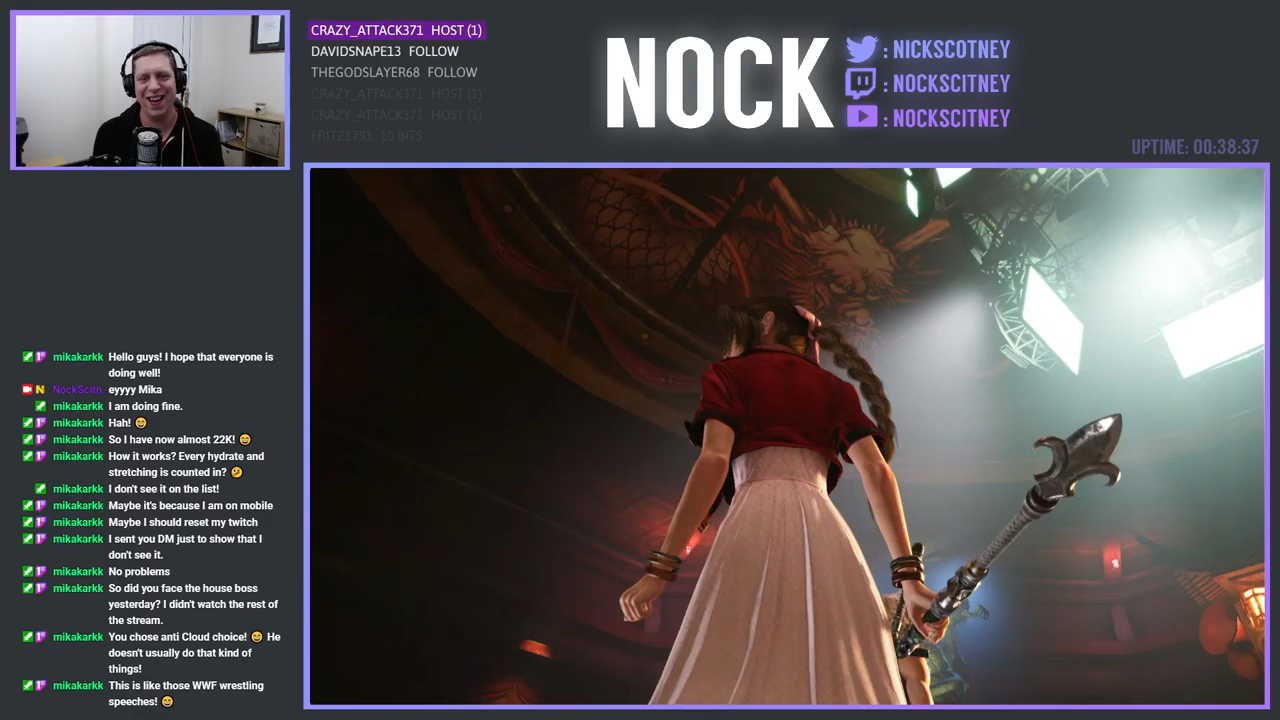 CRAZY_ATTACK371 HOST (1)
DAVIDSNAPE13 FOLLOW
THEGODSLAYER68 FOLLOW
CRAZY_ATTACK371 HOST (1)
CRAZY_ATTACK371 HOST (1)
FRITZ1791 10 BITS
NOCK
: NICKSCOTNEY
: NOCKSCITNEY
: NOCKSCITNEY
UPTIME: 00:38:37
mikakarkk Hello guys! I hope that everyone is
doing well!
N NockScitn eyyyy Mika
mikakarkk I am doing fine.
mikakarkk Hah! 😄
mikakarkk So I have now almost 22K! 😄
mikakarkk How it works? Every hydrate and
stretching is counted in? 🤔
mikakarkk I don't see it on the list!
mikakarkk Maybe it's because I am on mobile
mikakarkk Maybe I should reset my twitch
mikakarkk I sent you DM just to show that I
don't see it.
mikakarkk No problems
mikakarkk So did you face the house boss
yesterday? I didn't watch the rest of
the stream.
mikakarkk You chose anti Cloud choice! 😄 He
doesn't usually do that kind of
things!
mikakarkk This is like those WWF wrestling
speeches! 😄